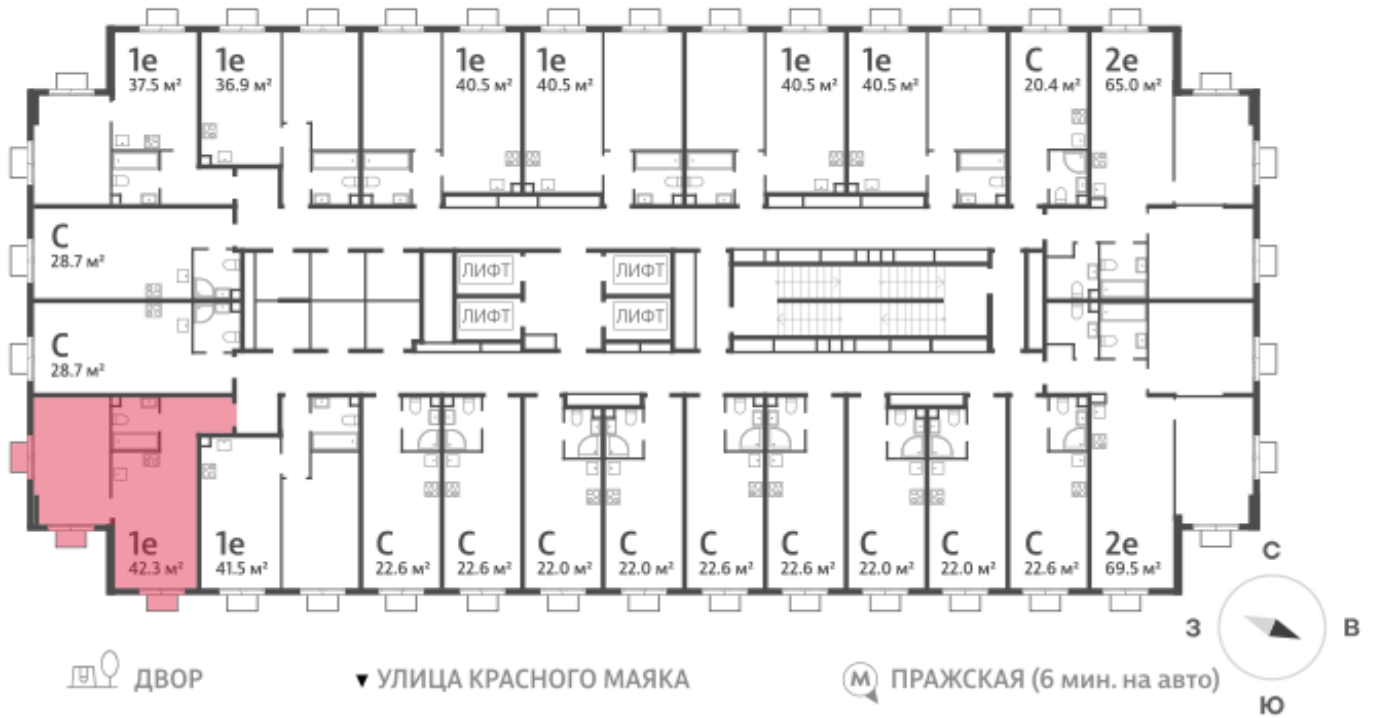 1е 1е 1е 1е 1е 1е С 2е
37.5 м² 36.9 м² 40.5 м² 40.5 м² 40.5 м² 40.5 м² 20.4 м² 65.0 м²
С
28.7 м²
ЛИФТ ЛИФТ
ЛИФТ ЛИФТ
С
28.7 м²
1е 1е С С С С С С С С С 2е
42.3 м² 41.5 м² 22.6 м² 22.6 м² 22.0 м² 22.0 м² 22.6 м² 22.6 м² 22.0 м² 22.0 м² 22.6 м² 69.5 м²
С
З В
Ю
ДВОР ▼ УЛИЦА КРАСНОГО МАЯКА М ПРАЖСКАЯ (6 мин. на авто)